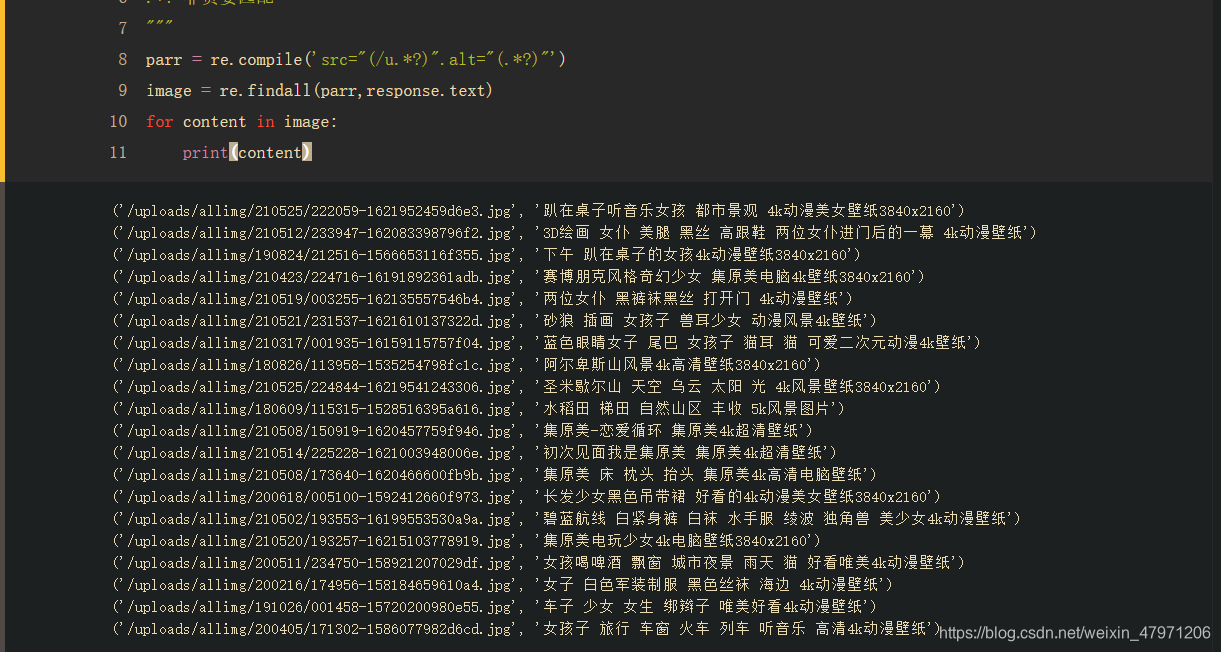 7 """
8 parr = re.compile('src="(/u.*?)".alt="(.*?)"')
9 image = re.findall(parr,response.text)
10 for content in image:
11 print(content)
('/uploads/allimg/210525/222059-1621952459d6e3.jpg', '趴在桌子听音乐女孩 都市景观 4k动漫美女壁纸3840x2160')
('/uploads/allimg/210512/233947-162083398796f2.jpg', '3D绘画 女仆 美腿 黑丝 高跟鞋 两位女仆进门后的一幕 4k动漫壁纸')
('/uploads/allimg/190824/212516-1566653116f355.jpg', '下午 趴在桌子的女孩4k动漫壁纸3840x2160')
('/uploads/allimg/210423/224716-16191892361adb.jpg', '赛博朋克风格奇幻少女 集原美电脑4k壁纸3840x2160')
('/uploads/allimg/210519/003255-162135557546b4.jpg', '两位女仆 黑裤袜黑丝 打开门 4k动漫壁纸')
('/uploads/allimg/210521/231537-1621610137322d.jpg', '砂狼 插画 女孩子 兽耳少女 动漫风景4k壁纸')
('/uploads/allimg/210317/001935-16159115757f04.jpg', '蓝色眼睛女子 尾巴 女孩子 猫耳 猫 可爱二次元动漫4k壁纸')
('/uploads/allimg/180826/113958-1535254798fc1c.jpg', '阿尔卑斯山风景4k高清壁纸3840x2160')
('/uploads/allimg/210525/224844-16219541243306.jpg', '圣米歇尔山 天空 乌云 太阳 光 4k风景壁纸3840x2160')
('/uploads/allimg/180609/115315-1528516395a616.jpg', '水稻田 梯田 自然山区 丰收 5k风景图片')
('/uploads/allimg/210508/150919-1620457759f946.jpg', '集原美-恋爱循环 集原美4k超清壁纸')
('/uploads/allimg/210514/225228-1621003948006e.jpg', '初次见面我是集原美 集原美4k超清壁纸')
('/uploads/allimg/210508/173640-1620466600fb9b.jpg', '集原美 床 枕头 抬头 集原美4k高清电脑壁纸')
('/uploads/allimg/200618/005100-1592412660f973.jpg', '长发少女黑色吊带裙 好看的4k动漫美女壁纸3840x2160')
('/uploads/allimg/210502/193553-16199553530a9a.jpg', '碧蓝航线 白紧身裤 白袜 水手服 绫波 独角兽 美少女4k动漫壁纸')
('/uploads/allimg/210520/193257-16215103778919.jpg', '集原美电玩少女4k电脑壁纸3840x2160')
('/uploads/allimg/200511/234750-158921207029df.jpg', '女孩喝啤酒 飘窗 城市夜景 雨天 猫 好看唯美4k动漫壁纸')
('/uploads/allimg/200216/174956-158184659610a4.jpg', '女子 白色军装制服 黑色丝袜 海边 4k动漫壁纸')
('/uploads/allimg/191026/001458-15720200980e55.jpg', '车子 少女 女生 绑辫子 唯美好看4k动漫壁纸')
('/uploads/allimg/200405/171302-1586077982d6cd.jpg', '女孩子 旅行 车窗 火车 列车 听音乐 高清4k动漫壁纸')
https://blog.csdn.net/weixin_47971206